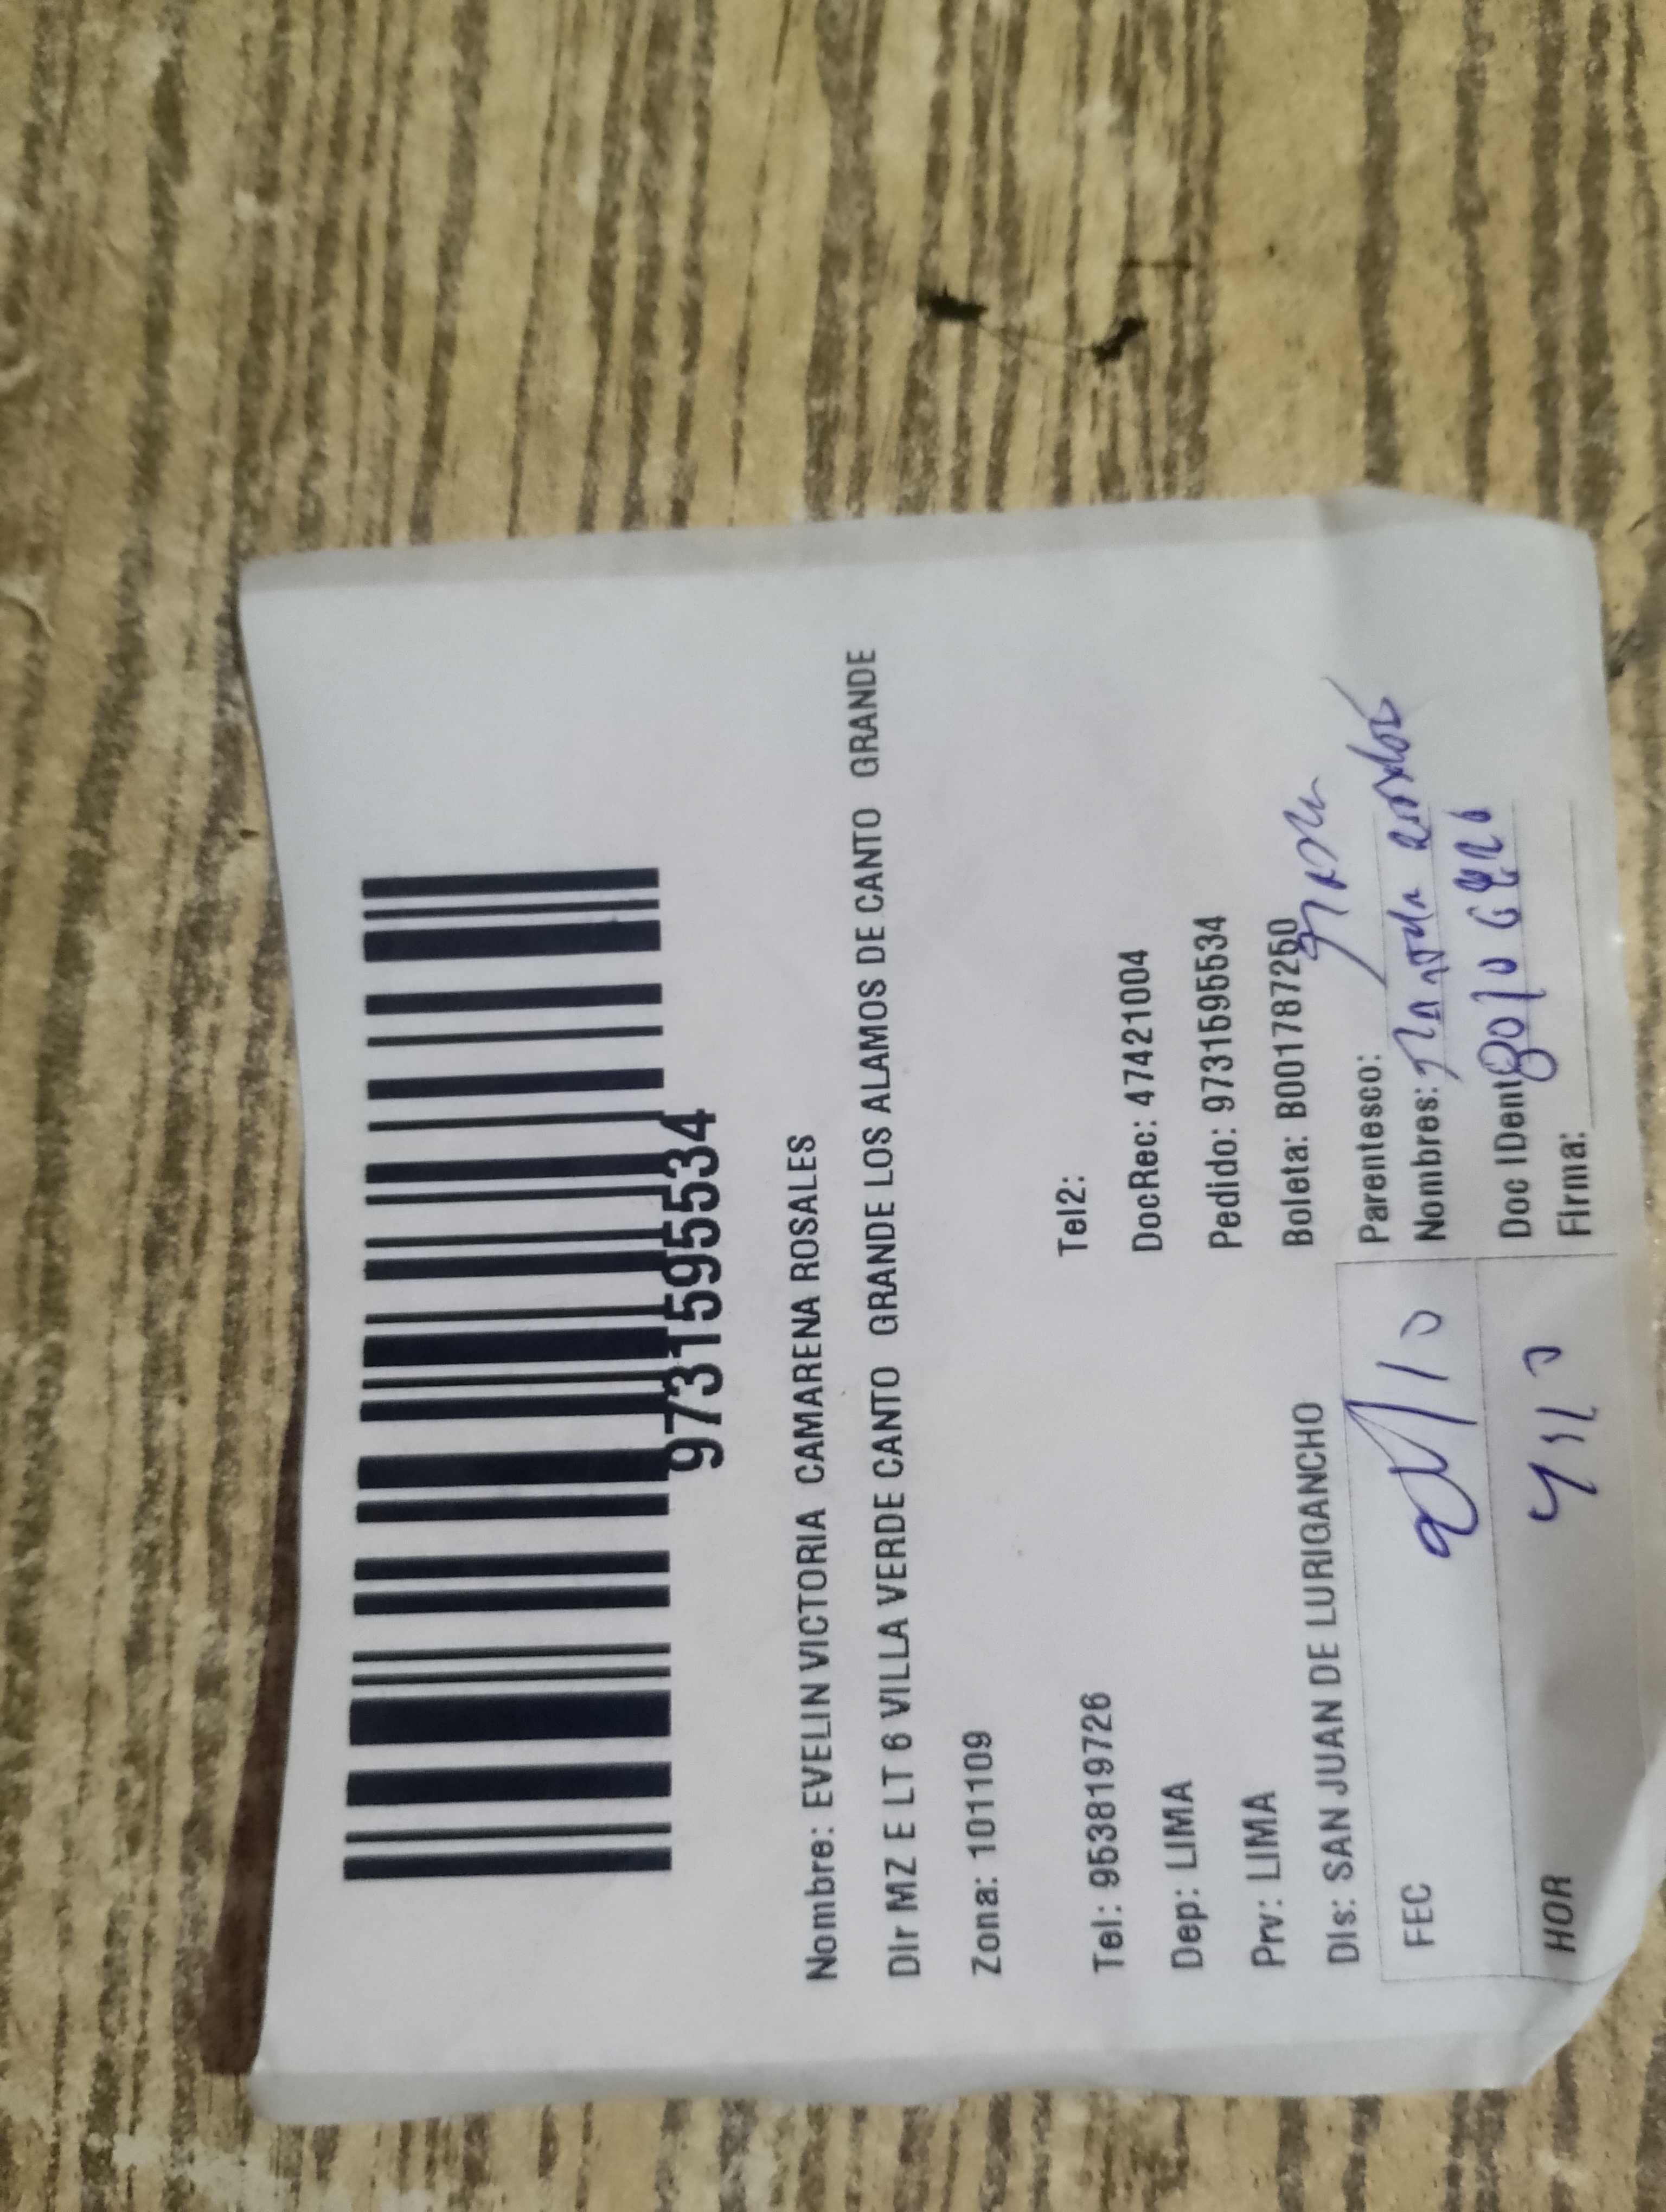 9731595534
Nombre: EVELIN VICTORIA CAMARENA ROSALES
DIr MZ E LT 6 VILLA VERDE CANTO GRANDE LOS ALAMOS DE CANTO GRANDE
Zona: 101109
Tel: 953819726 Tel2:
Dep: LIMA DocRec: 47421004
Prv: LIMA Pedido: 9731595534
DIs: SAN JUAN DE LURIGANCHO Boleta: B001787260
FEC Parentesco:
Nombres:
HOR Doc IDent
FIrma: